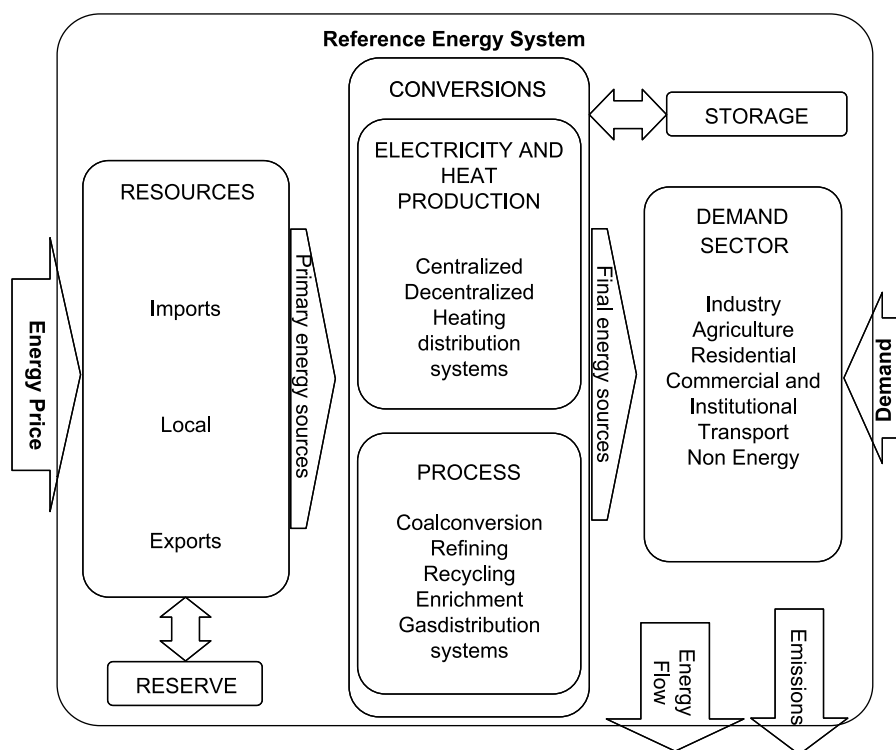 Reference Energy System
Energy Price
RESOURCES
Imports
Local
Exports
RESERVE
Primary energy sources
CONVERSIONS
ELECTRICITY AND
HEAT
PRODUCTION
Centralized
Decentralized
Heating
distribution
systems
PROCESS
Coalconversion
Refining
Recycling
Enrichment
Gasdistribution
systems
Final energy sources
STORAGE
DEMAND
SECTOR
Industry
Agriculture
Residential
Commercial and
Institutional
Transport
Non Energy
Demand
Energy
Flow
Emissions